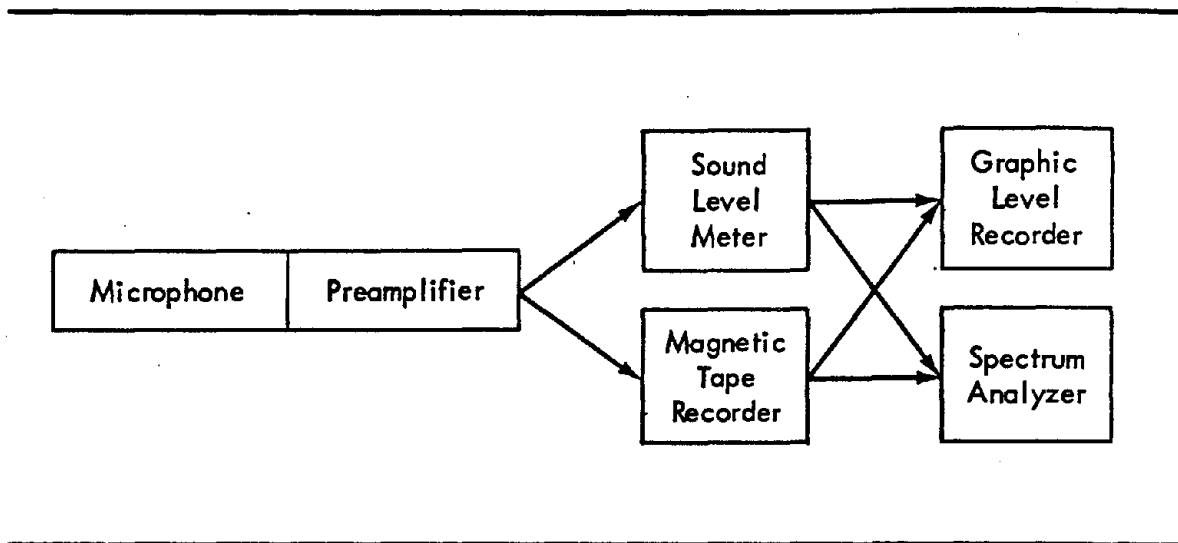 Microphone
Preamplifier
Sound
Level
Meter
Magnetic
Tape
Recorder
Graphic
Level
Recorder
Spectrum
Analyzer